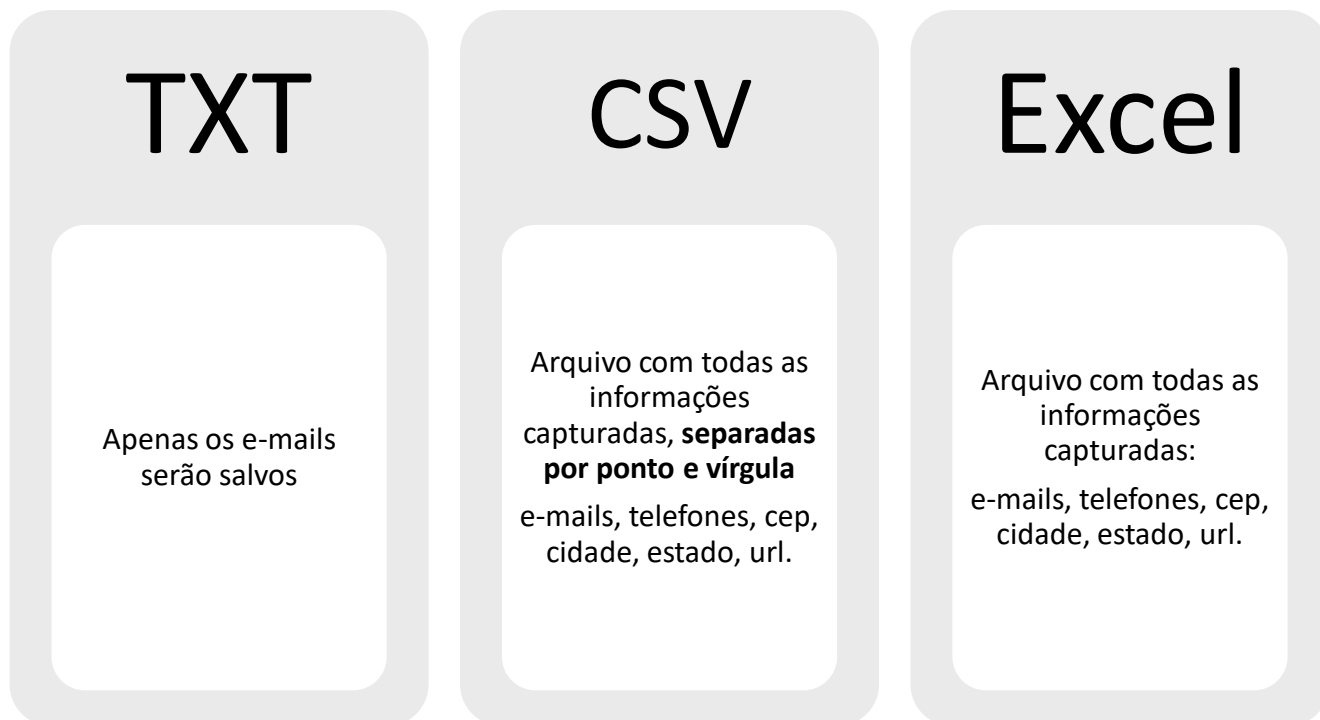 TXT
Apenas os e-mails
serão salvos
CSV
Arquivo com todas as
informações
capturadas, separadas
por ponto e vírgula
e-mails, telefones, cep,
cidade, estado, url.
Excel
Arquivo com todas as
informações
capturadas:
e-mails, telefones, cep,
cidade, estado, url.